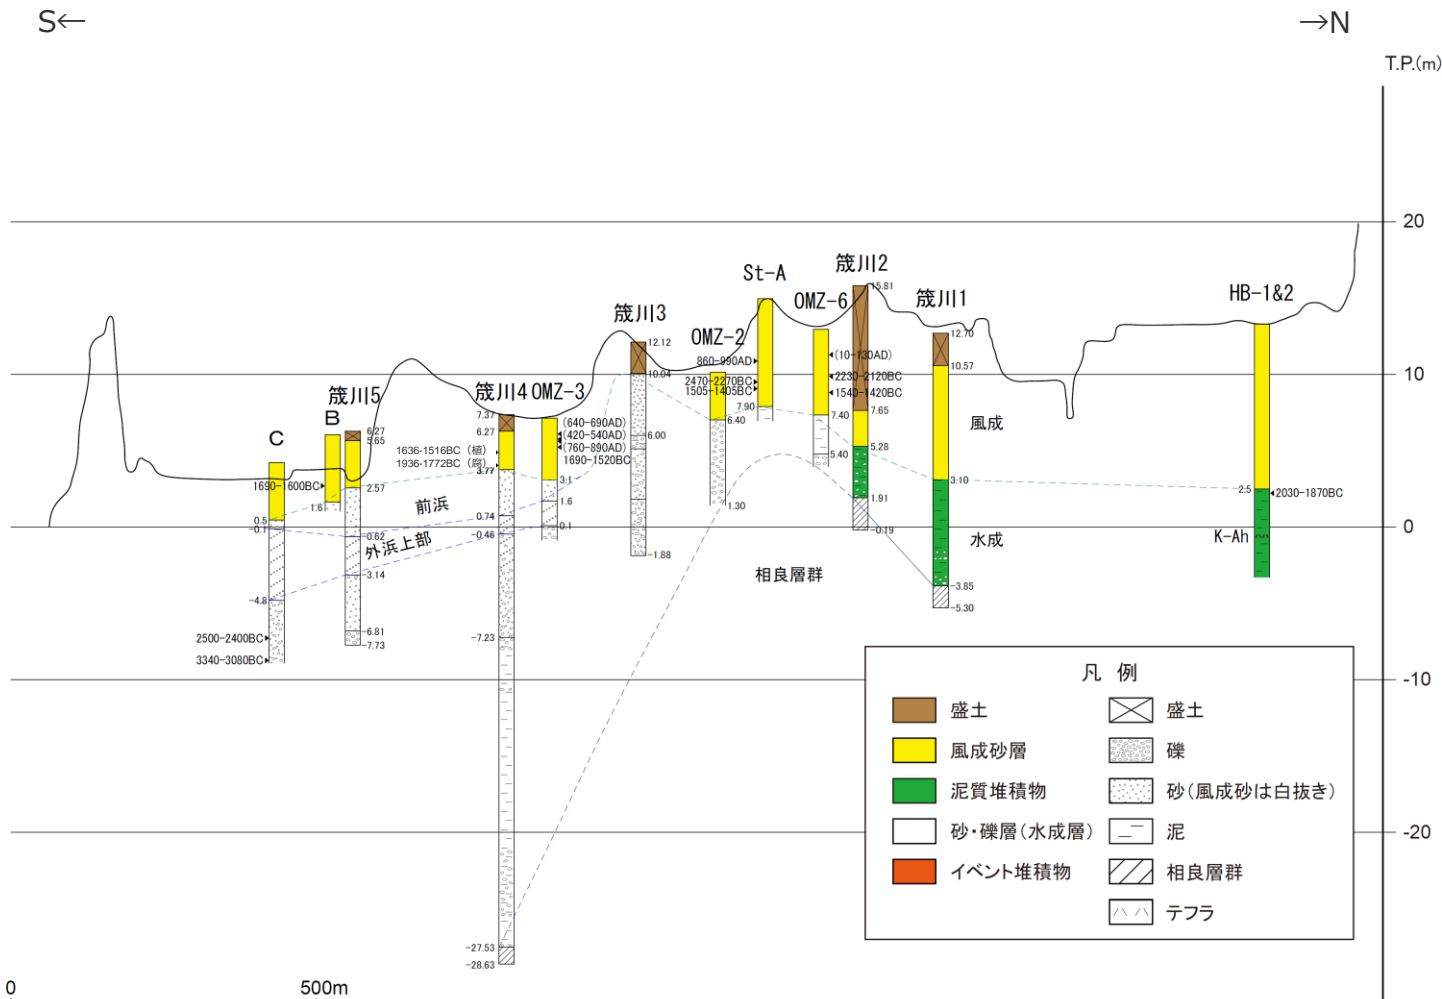 S←
→N
T.P.(m)
20
10
0
-10
-20
C
B
筬川5
筬川4
OMZ-3
筬川3
OMZ-2
St-A
OMZ-6
筬川2
筬川1
HB-1&2
0.5
-0.1
-4.8
2500-2400BC
3340-3080BC
1690-1600BC
1.6
6.27
5.65
2.57
-0.62
-3.14
-6.81
-7.73
7.37
6.27
1636-1516BC（植）
1936-1772BC（腐）
3.77
0.74
-0.46
-7.23
-27.53
-28.63
(640-690AD)
(420-540AD)
(760-890AD)
1690-1520BC
3.1
1.6
0.1
12.12
10.04
6.00
-1.88
6.40
1.30
860-990AD
2470-2270BC
1505-1405BC
7.90
(10-130AD)
2230-2120BC
1540-1420BC
7.40
5.40
15.81
7.65
5.28
1.91
-0.19
12.70
10.57
3.10
-3.85
-5.30
2.5
2030-1870BC
K-Ah
前浜
外浜上部
風成
水成
相良層群
凡 例
盛土
盛土
風成砂層
礫
泥質堆積物
砂(風成砂は白抜き)
砂・礫層(水成層)
泥
イベント堆積物
相良層群
テフラ
0
500m